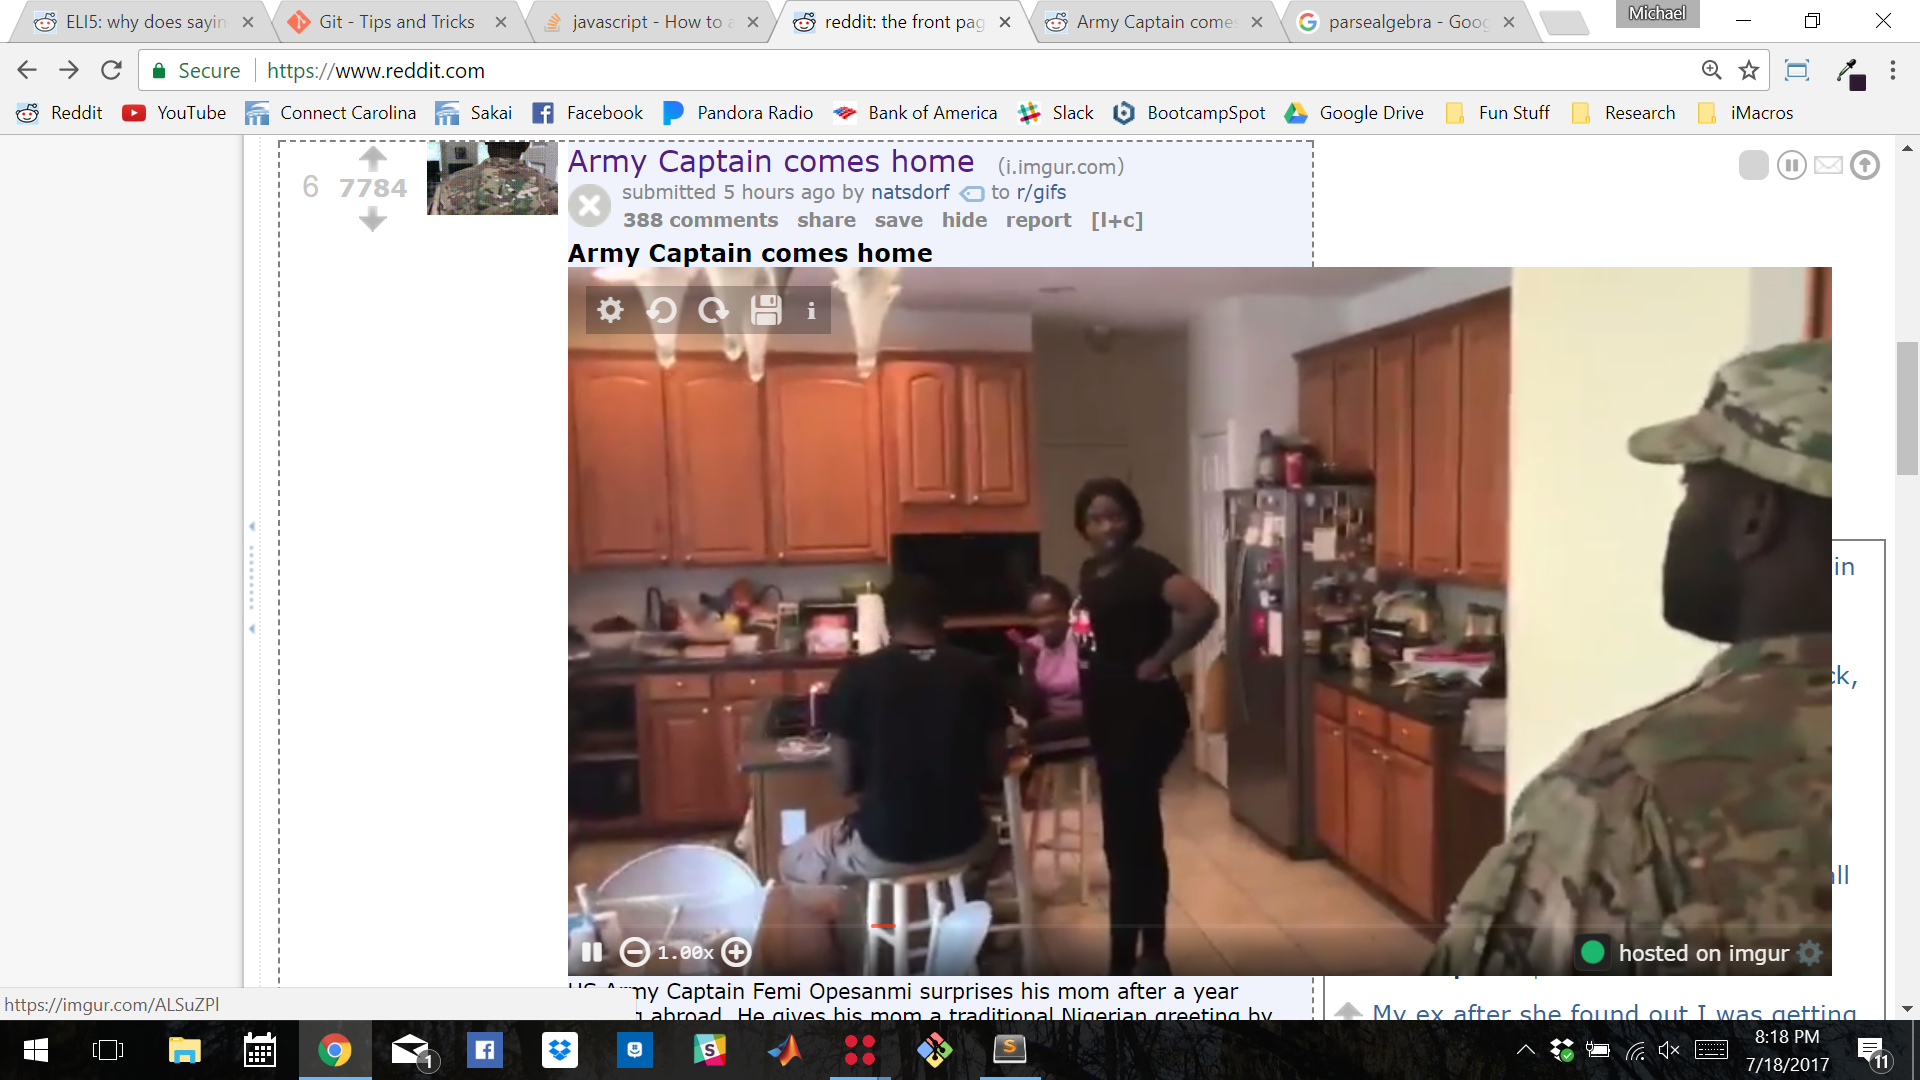 ELI5: why does sayin
Git - Tips and Tricks
javascript - How to a
reddit: the front pag
Army Captain come
parsealgebra - Goog
Michael
Secure
https://www.reddit.com
Reddit
YouTube
Connect Carolina
Sakai
Facebook
Pandora Radio
Bank of America
Slack
BootcampSpot
Google Drive
Fun Stuff
Research
iMacros
6
7784
Army Captain comes home (i.imgur.com)
submitted 5 hours ago by natsdorf to r/gifs
388 comments share save hide report [l+c]
Army Captain comes home
i
in
ck,
all
1.00x
hosted on imgur
US Army Captain Femi Opesanmi surprises his mom after a year
g abroad. He gives his mom a traditional Nigerian greeting by
My ex after she found out I was getting
https://imgur.com/ALSuZPl
1
8:18 PM
7/18/2017
11